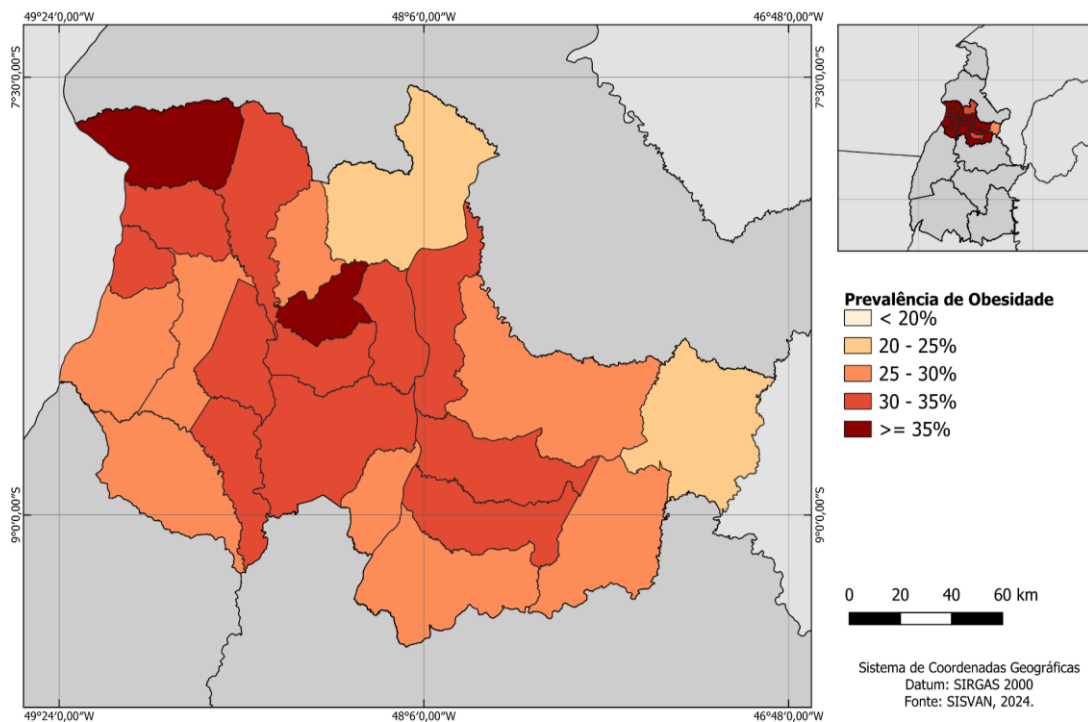 49°24'0,00"W
48°6'0,00"W
46°48'0,00"W
7°30'0,00"S
7°30'0,00"S
9°0'0,00"S
9°0'0,00"S
49°24'0,00"W
48°6'0,00"W
46°48'0,00"W
Prevalência de Obesidade
< 20%
20 - 25%
25 - 30%
30 - 35%
>= 35%
0 20 40 60 km
Sistema de Coordenadas Geográficas
Datum: SIRGAS 2000
Fonte: SISVAN, 2024.